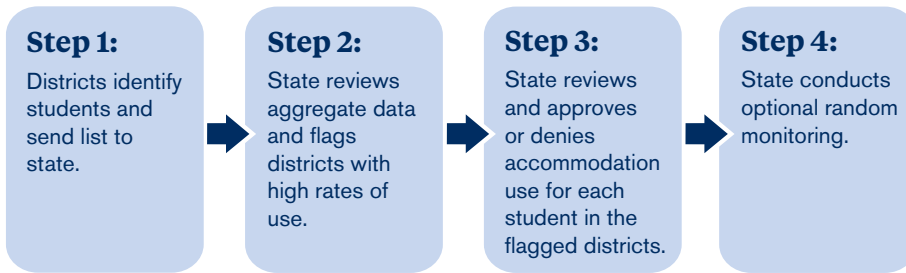 Step 1:
Districts identify
students and
send list to
state.
Step 2:
State reviews
aggregate data
and flags
districts with
high rates of
use.
Step 3:
State reviews
and approves
or denies
accommodation
use for each
student in the
flagged districts.
Step 4:
State conducts
optional random
monitoring.